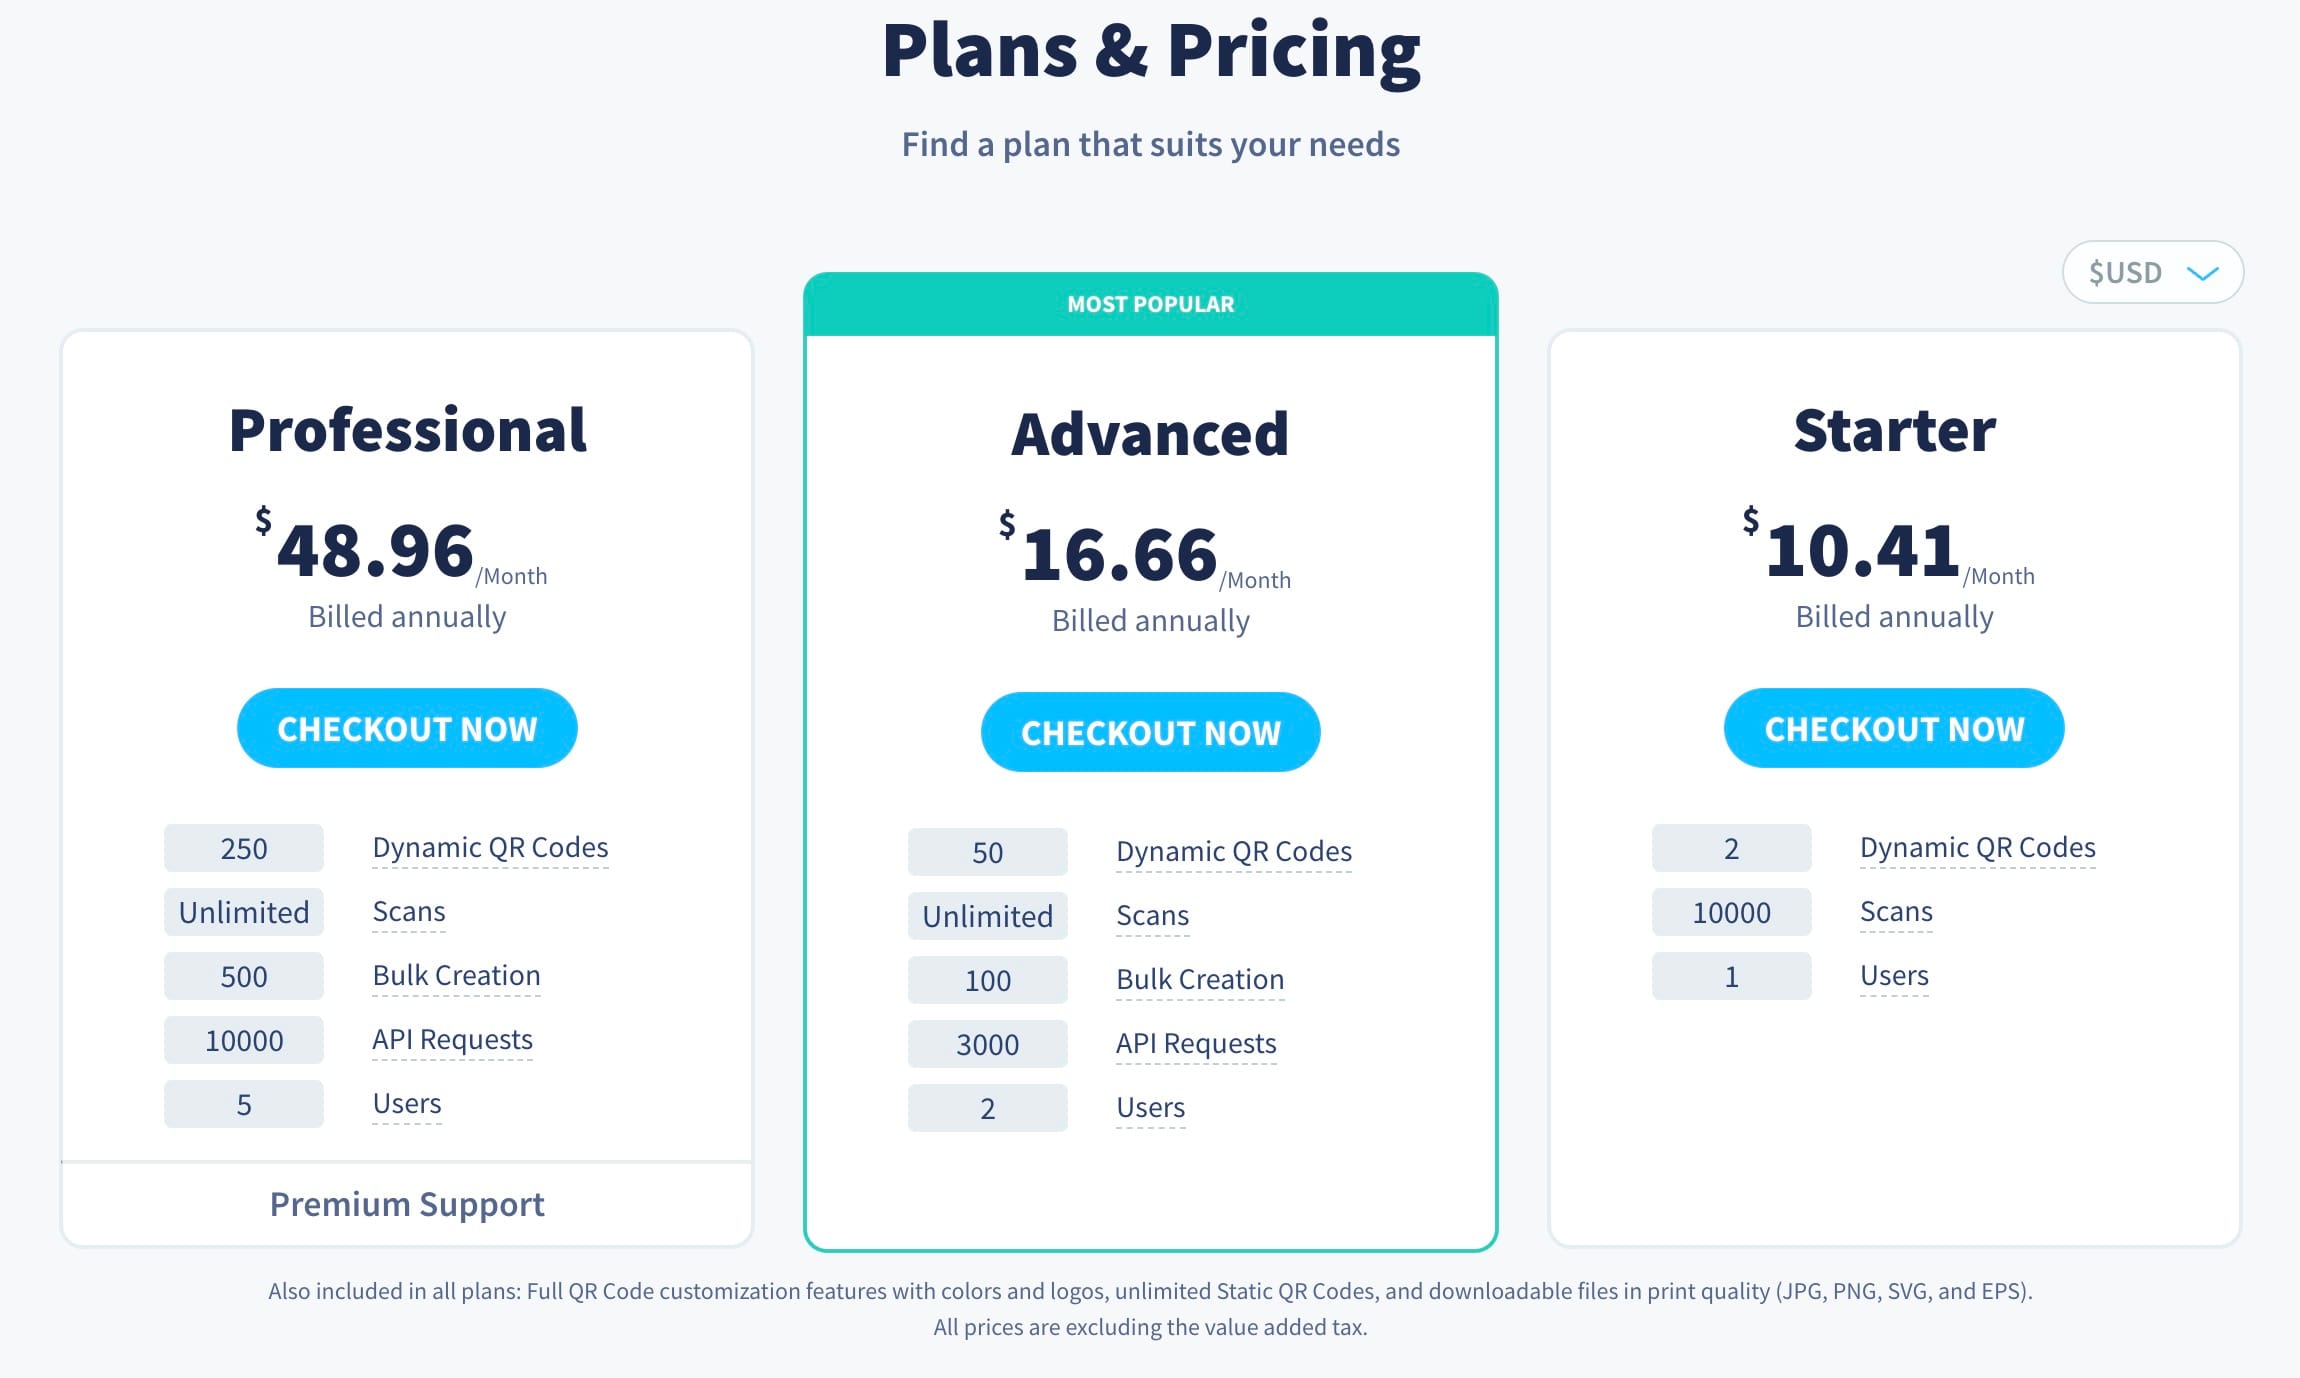 Plans & Pricing
Find a plan that suits your needs
$USD
Professional
$48.96/Month
Billed annually
CHECKOUT NOW
250 Dynamic QR Codes
Unlimited Scans
500 Bulk Creation
10000 API Requests
5 Users
Premium Support
MOST POPULAR
Advanced
$16.66/Month
Billed annually
CHECKOUT NOW
50 Dynamic QR Codes
Unlimited Scans
100 Bulk Creation
3000 API Requests
2 Users
Starter
$10.41/Month
Billed annually
CHECKOUT NOW
2 Dynamic QR Codes
10000 Scans
1 Users
Also included in all plans: Full QR Code customization features with colors and logos, unlimited Static QR Codes, and downloadable files in print quality (JPG, PNG, SVG, and EPS).
All prices are excluding the value added tax.